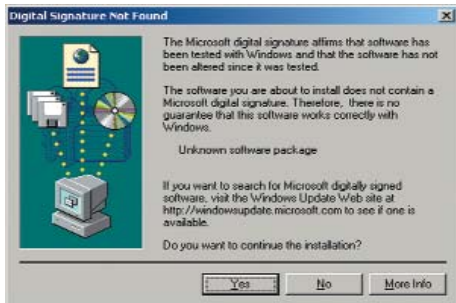 Digital Signature Not Found
The Microsoft digital signature affirms that software has
been tested with Windows and that the software has not
been altered since it was tested.
The software you are about to install does not contain a
Microsoft digital signature. Therefore, there is no
guarantee that this software works correctly with
Windows.
Unknown software package
If you want to search for Microsoft digitally signed
software, visit the Windows Update Web site at
http://windowsupdate.microsoft.com to see if one is
available.
Do you want to continue the installation?
Yes
No
More Info